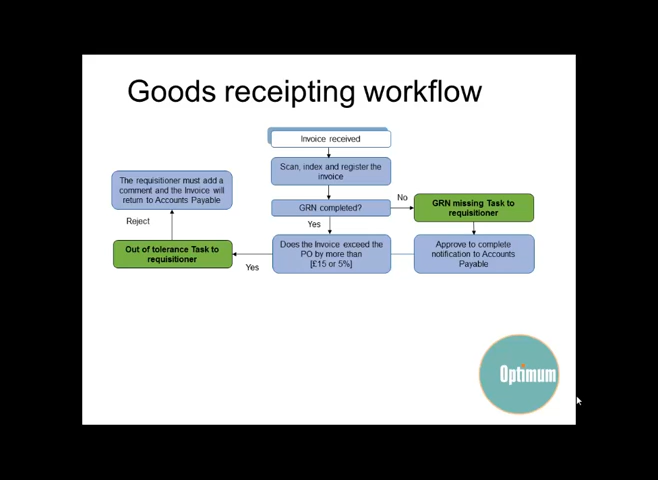 Goods receipting workflow
Invoice received
Scan, index and register the
invoice
The requisitioner must add a
comment and the Invoice will
return to Accounts Payable
GRN completed?
No
GRN missing Task to
requisitioner
Reject
Yes
Out of tolerance Task to
requisitioner
Yes
Does the Invoice exceed the
PO by more than
[£15 or 5%]
Approve to complete
notification to Accounts
Payable
Optimum